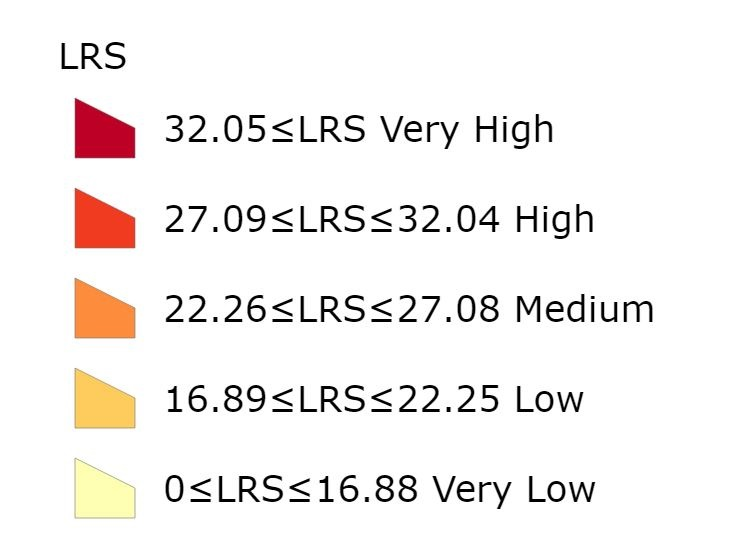 LRS
32.05≤LRS Very High
27.09≤LRS≤32.04 High
22.26≤LRS≤27.08 Medium
16.89≤LRS≤22.25 Low
0≤LRS≤16.88 Very Low